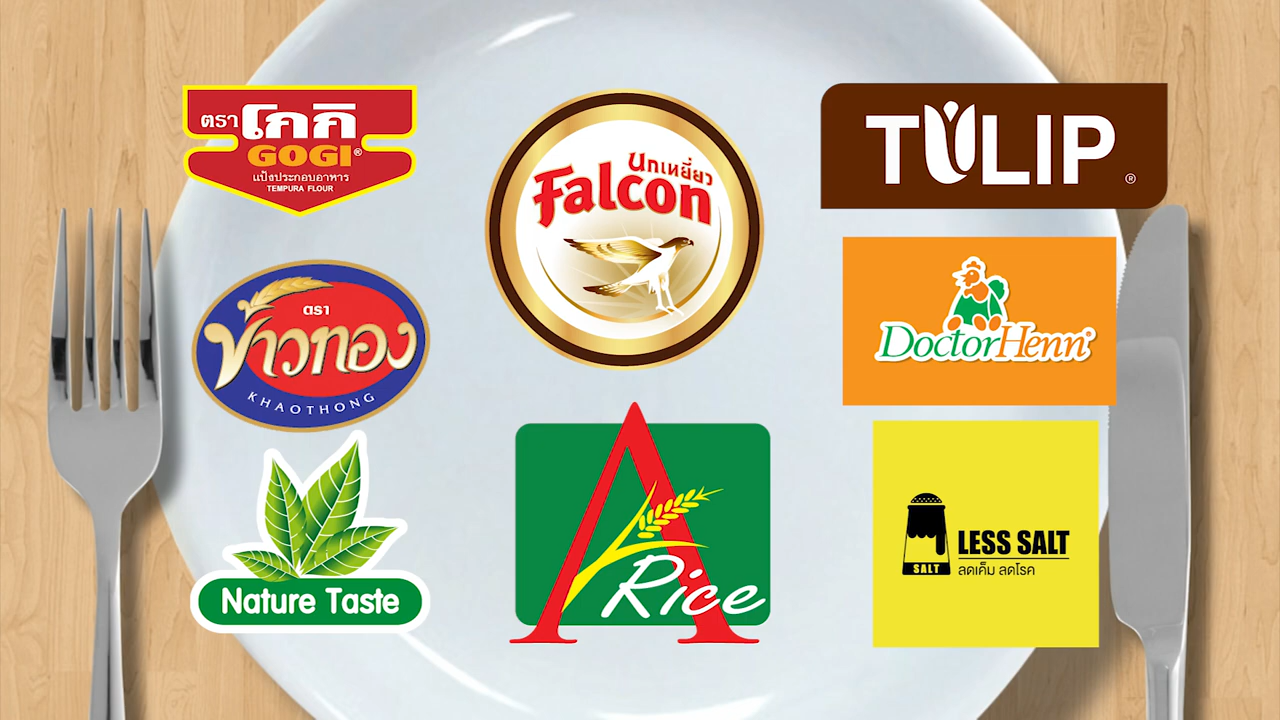 ตรา โกกิ
GOGI®
แป้งประกอบอาหาร
TEMPURA FLOUR
นกเหยี่ยว
Falcon
TULIP ®
ตรา
ข้าวทอง
KHAOTHONG
DoctorHenn®
Nature Taste
A Rice
SALT
LESS SALT
ลดเค็ม ลดโรค